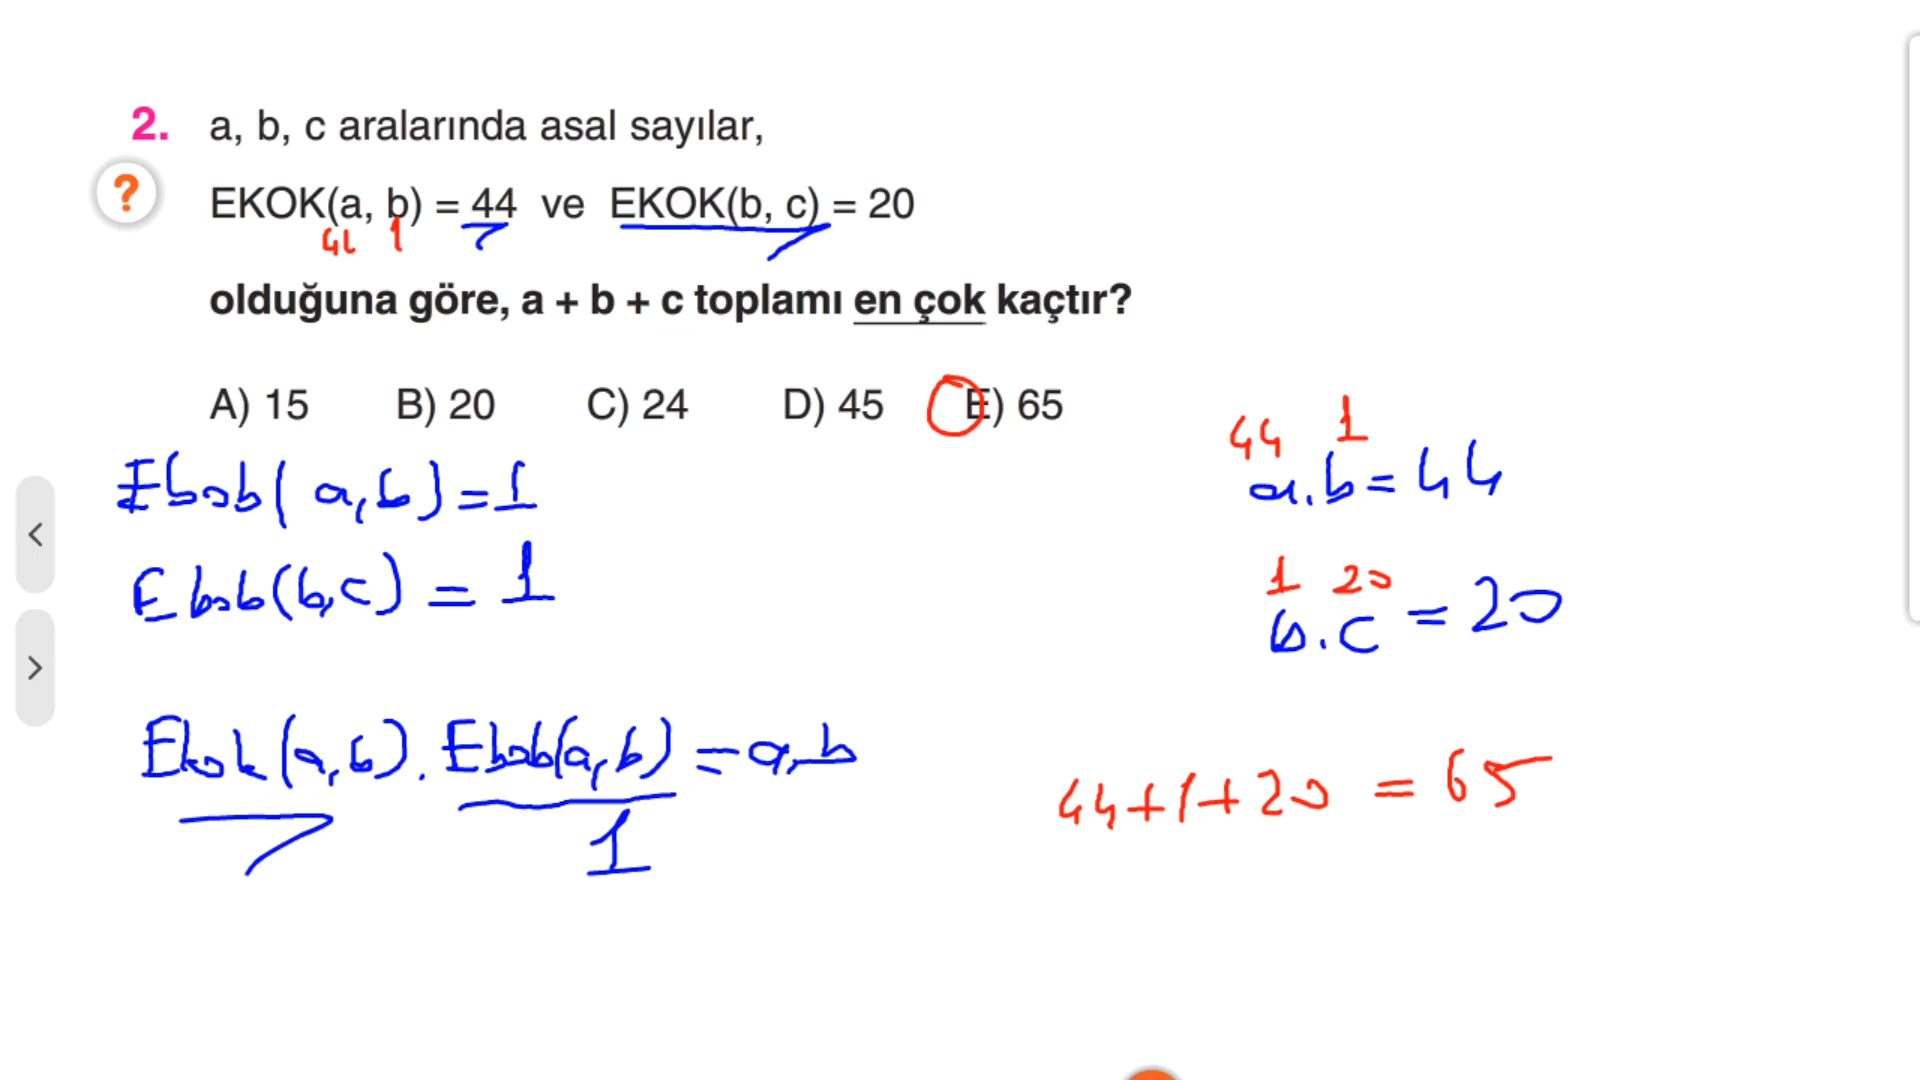 2. a, b, c aralarında asal sayılar,
?
EKOK(a, b) = 44 ve EKOK(b, c) = 20
44 1
olduğuna göre, a + b + c toplamı en çok kaçtır?
A) 15 B) 20 C) 24 D) 45 E) 65
44 1
a.b = 44
Ebob(a,b) = 1
1 20
b.c = 20
Ebob(b,c) = 1
Ekok(a,b). Ebob(a,b) = a.b
1
44+1+20 = 65